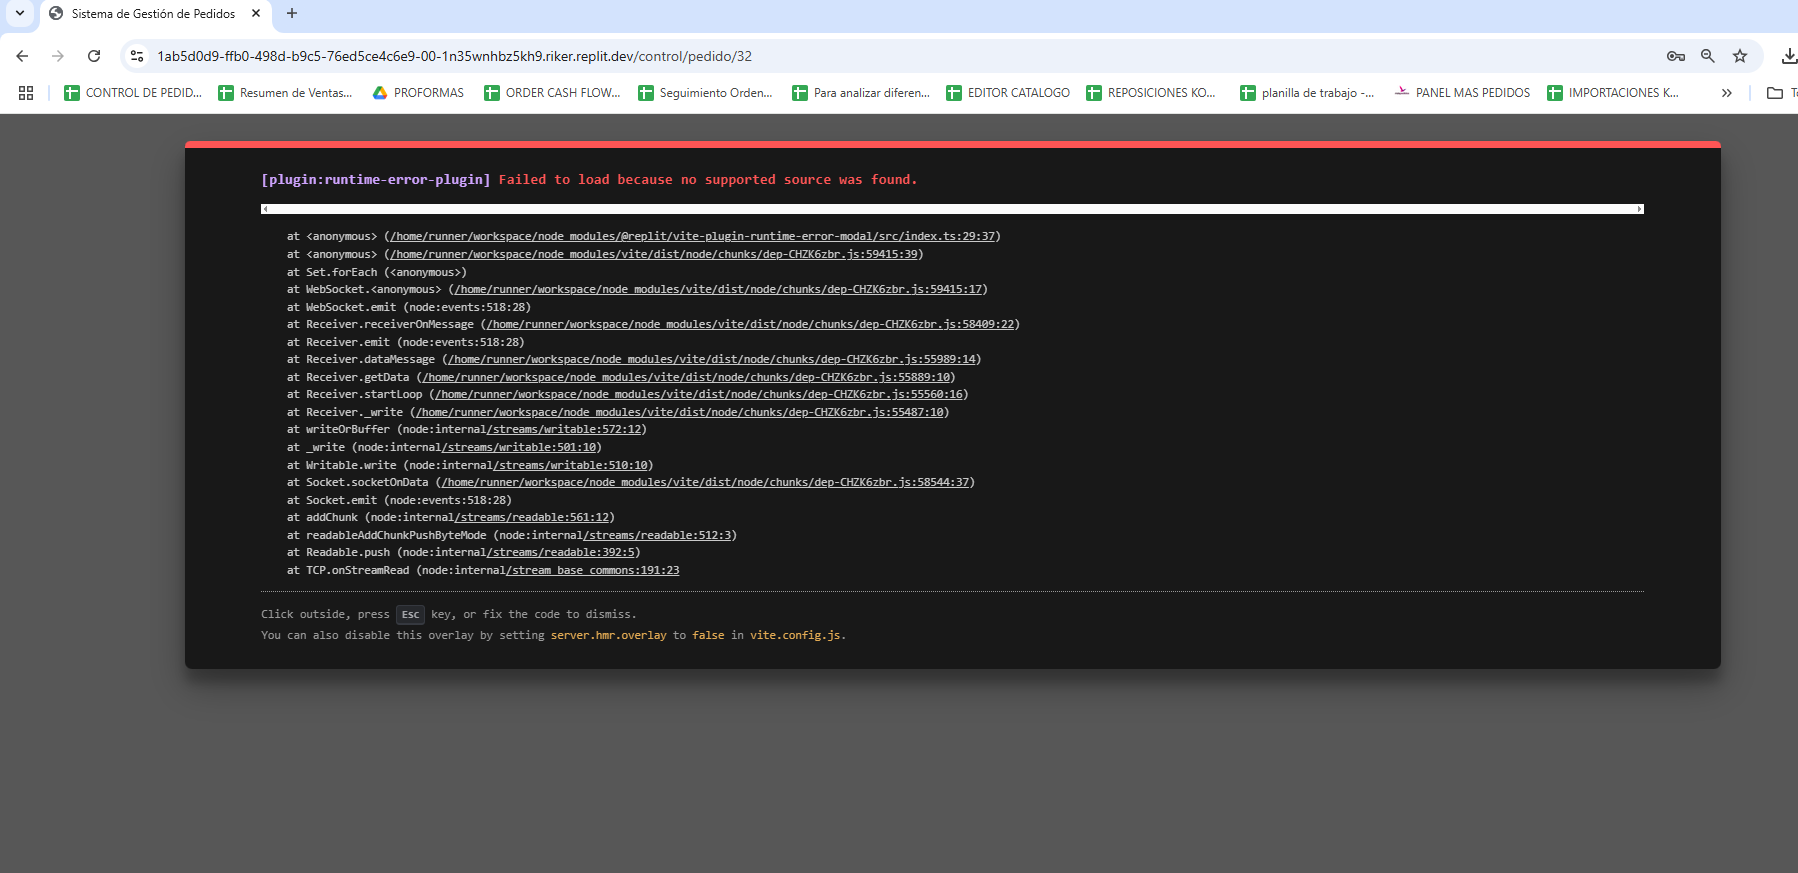 Sistema de Gestión de Pedidos
1ab5d0d9-ffb0-498d-b9c5-76ed5ce4c6e9-00-1n35wnhbz5kh9.riker.replit.dev/control/pedido/32
CONTROL DE PEDID... Resumen de Ventas... PROFORMAS ORDER CASH FLOW... Seguimiento Orden... Para analizar diferen... EDITOR CATALOGO REPOSICIONES KO... planilla de trabajo -... PANEL MAS PEDIDOS IMPORTACIONES K... » To
[plugin:runtime-error-plugin] Failed to load because no supported source was found.
at <anonymous> (/home/runner/workspace/node_modules/@replit/vite-plugin-runtime-error-modal/src/index.ts:29:37)
at <anonymous> (/home/runner/workspace/node_modules/vite/dist/node/chunks/dep-CHZK6zbr.js:59415:39)
at Set.forEach (<anonymous>)
at WebSocket.<anonymous> (/home/runner/workspace/node_modules/vite/dist/node/chunks/dep-CHZK6zbr.js:59415:17)
at WebSocket.emit (node:events:518:28)
at Receiver.receiverOnMessage (/home/runner/workspace/node_modules/vite/dist/node/chunks/dep-CHZK6zbr.js:58409:22)
at Receiver.emit (node:events:518:28)
at Receiver.dataMessage (/home/runner/workspace/node_modules/vite/dist/node/chunks/dep-CHZK6zbr.js:55989:14)
at Receiver.getData (/home/runner/workspace/node_modules/vite/dist/node/chunks/dep-CHZK6zbr.js:55889:10)
at Receiver.startLoop (/home/runner/workspace/node_modules/vite/dist/node/chunks/dep-CHZK6zbr.js:55560:16)
at Receiver._write (/home/runner/workspace/node_modules/vite/dist/node/chunks/dep-CHZK6zbr.js:55487:10)
at writeOrBuffer (node:internal/streams/writable:572:12)
at _write (node:internal/streams/writable:501:10)
at Writable.write (node:internal/streams/writable:510:10)
at Socket.socketOnData (/home/runner/workspace/node_modules/vite/dist/node/chunks/dep-CHZK6zbr.js:58544:37)
at Socket.emit (node:events:518:28)
at addChunk (node:internal/streams/readable:561:12)
at readableAddChunkPushByteMode (node:internal/streams/readable:512:3)
at Readable.push (node:internal/streams/readable:392:5)
at TCP.onStreamRead (node:internal/stream_base_commons:191:23
Click outside, press Esc key, or fix the code to dismiss.
You can also disable this overlay by setting server.hmr.overlay to false in vite.config.js.